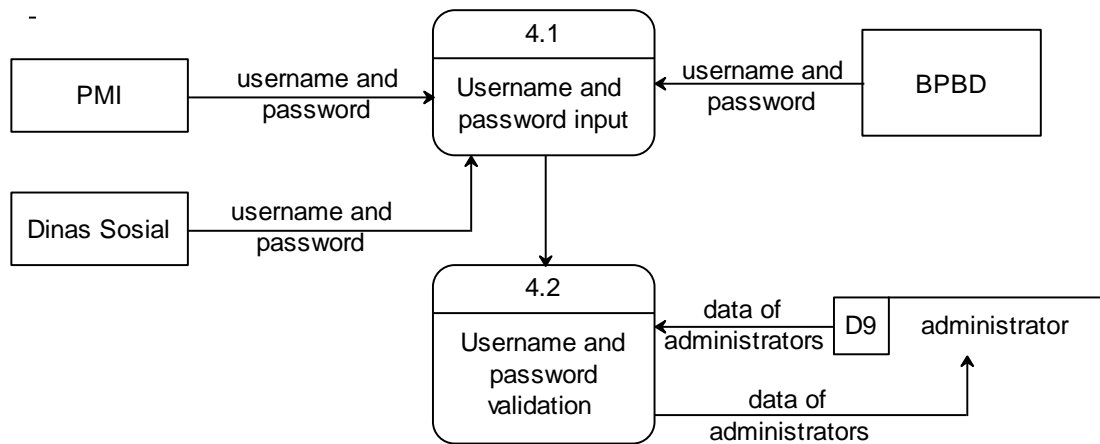 -
4.1
PMI
username and
password
Username and
password input
username and
password
BPBD
Dinas Sosial
username and
password
4.2
Username and
password
validation
data of
administrators
D9
administrator
data of
administrators